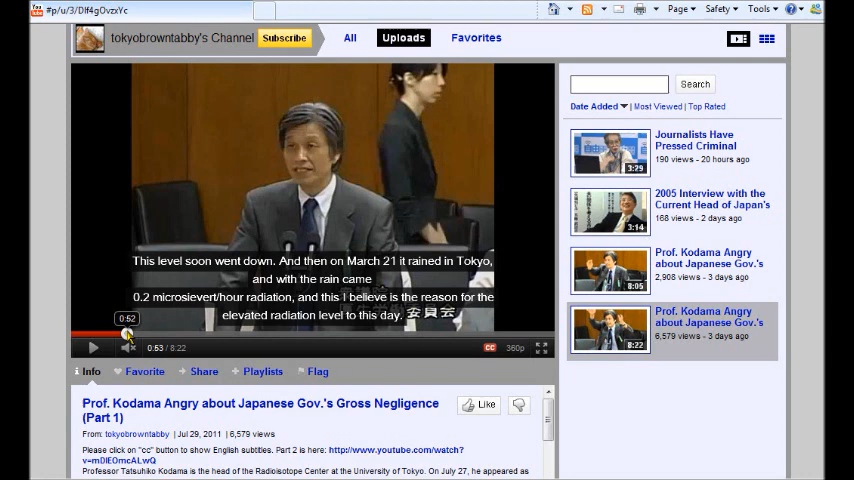 #p/u/3/DIf4gOvzxYc
Page
Safety
Tools
tokyobrowntabby's Channel
Subscribe
All
Uploads
Favorites
This level soon went down. And then on March 21 it rained in Tokyo,
and with the rain came
0.2 microsievert/hour radiation, and this I believe is the reason for the
elevated radiation level to this day.
委員会
0:52
0:53 / 8:22
CC
360p
Info
Favorite
Share
Playlists
Flag
Prof. Kodama Angry about Japanese Gov.'s Gross Negligence
(Part 1)
Like
From: tokyobrowntabby | Jul 29, 2011 | 6,579 views
Please click on "cc" button to show English subtitles. Part 2 is here: http://www.youtube.com/watch?
v=mDlEOmcALwQ
Professor Tatsuhiko Kodama is the head of the Radioisotope Center at the University of Tokyo. On July 27, he appeared as
Search
Date Added | Most Viewed | Top Rated
Journalists Have
Pressed Criminal
190 views - 20 hours ago
3:29
2005 Interview with the
Current Head of Japan's
168 views - 2 days ago
3:14
Prof. Kodama Angry
about Japanese Gov.'s
2,908 views - 3 days ago
8:05
Prof. Kodama Angry
about Japanese Gov.'s
6,579 views - 3 days ago
8:22